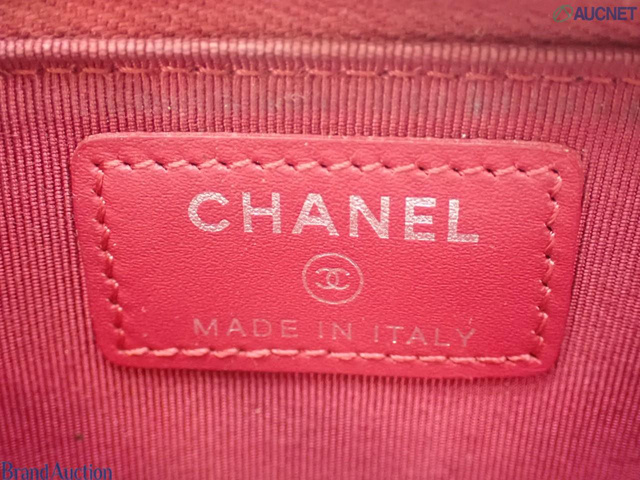 AUCNET
CHANEL
MADE IN ITALY
Brand Auction